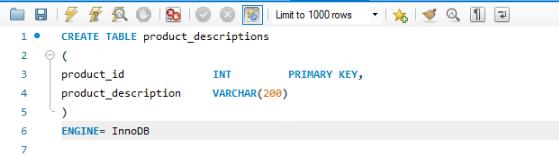 Limit to 1000 rows
1 CREATE TABLE product_descriptions
2 (
3 product_id INT PRIMARY KEY,
4 product_description VARCHAR(200)
5 )
6 ENGINE= InnoDB
7